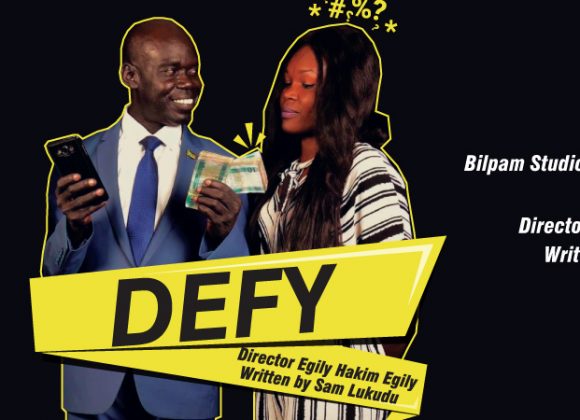 *#%?
*??*
DEFY
Director Egily Hakim Egily
Written by Sam Lukudu
Bilpam Studio
Directo
Writ